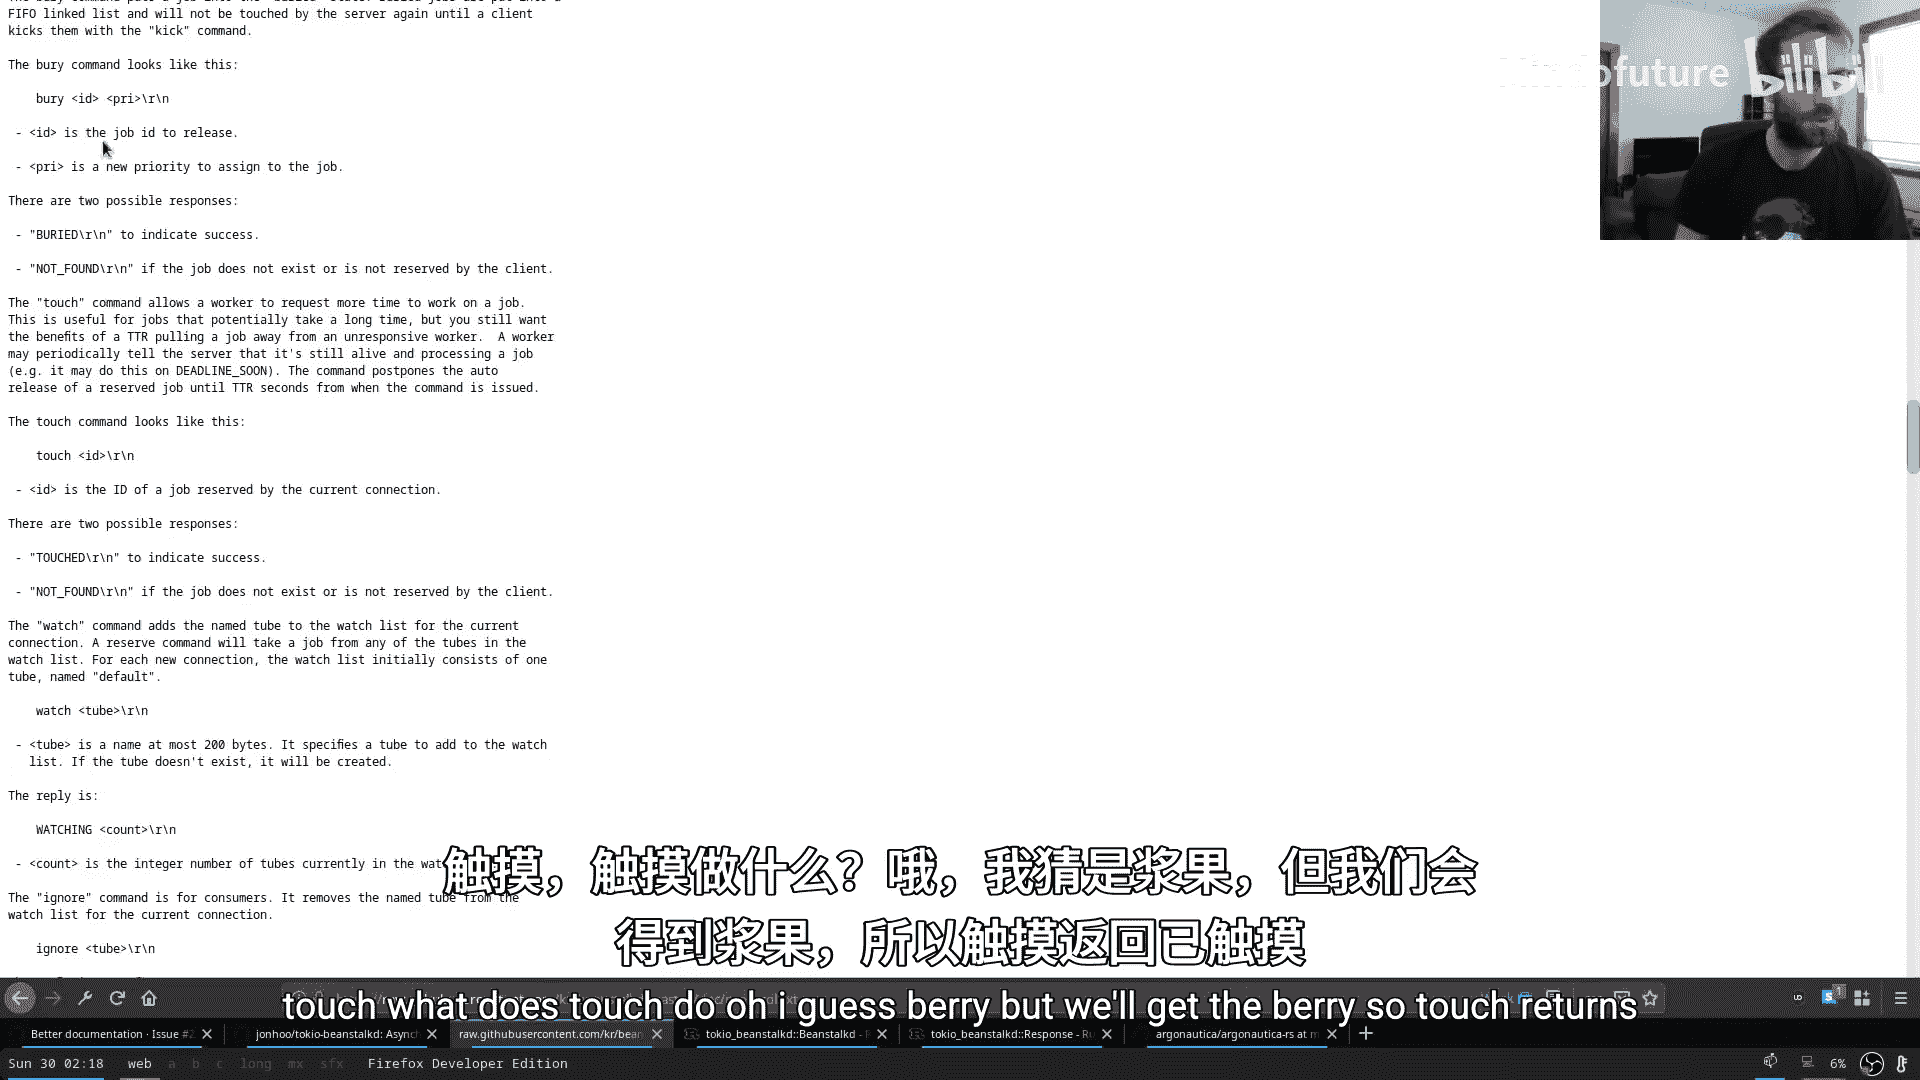 FIFO linked list and will not be touched by the server again until a client
kicks them with the "kick" command.
The bury command looks like this:
bury <id> <pri>\r\n
- <id> is the job id to release.
- <pri> is a new priority to assign to the job.
There are two possible responses:
- "BURIED\r\n" to indicate success.
- "NOT_FOUND\r\n" if the job does not exist or is not reserved by the client.
The "touch" command allows a worker to request more time to work on a job.
This is useful for jobs that potentially take a long time, but you still want
the benefits of a TTR pulling a job away from an unresponsive worker.  A worker
may periodically tell the server that it's still alive and processing a job
(e.g. it may do this on DEADLINE_SOON). The command postpones the auto
release of a reserved job until TTR seconds from when the command is issued.
The touch command looks like this:
touch <id>\r\n
- <id> is the ID of a job reserved by the current connection.
There are two possible responses:
- "TOUCHED\r\n" to indicate success.
- "NOT_FOUND\r\n" if the job does not exist or is not reserved by the client.
The "watch" command adds the named tube to the watch list for the current
connection. A reserve command will take a job from any of the tubes in the
watch list. For each new connection, the watch list initially consists of one
tube, named "default".
watch <tube>\r\n
- <tube> is a name at most 200 bytes. It specifies a tube to add to the watch
list. If the tube doesn't exist, it will be created.
The reply is:
WATCHING <count>\r\n
- <count> is the integer number of tubes currently in the wat
The "ignore" command is for consumers. It removes the named tube from the
watch list for the current connection.
ignore <tube>\r\n
ofuture bilibili
触摸，触摸做什么？哦，我猜是浆果，但我们会
得到浆果，所以触摸返回已触摸
touch what does touch do oh i guess berry but we'll get the berry so touch returns
Better documentation · Issue #2
jonhoo/tokio-beanstalkd: Async
raw.githubusercontent.com/kr/bean
tokio_beanstalkd::Beanstalkd -
tokio_beanstalkd::Response - Ru
argonautica/argonautica-rs at m
Sun 30 02:18 web a b c long mx sfx Firefox Developer Edition 6%